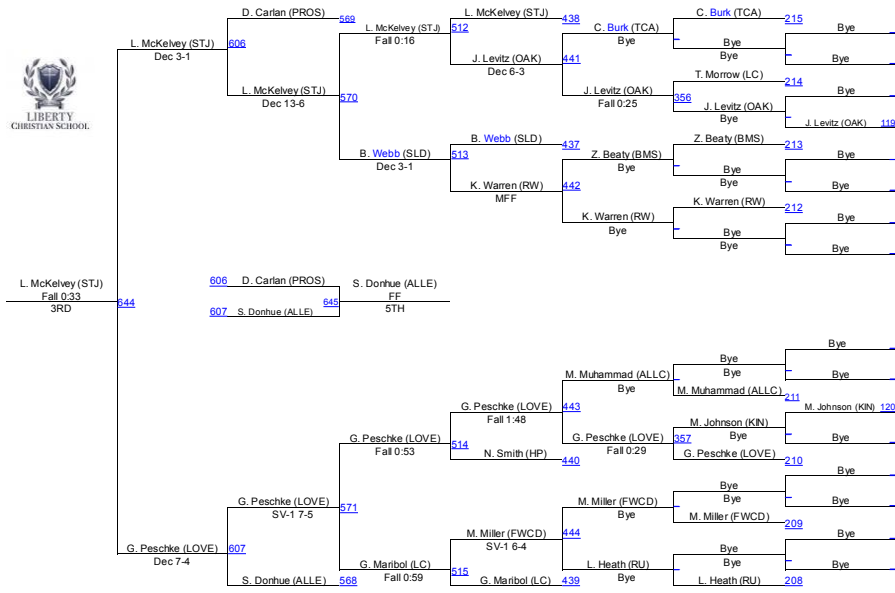 D. Carlan (PROS) 569 L. McKelvey (STJ) 438 C. Burk (TCA) 215 Bye
L. McKelvey (STJ) 512 C. Burk (TCA) Bye
Fall 0:16 Bye Bye Bye
L. McKelvey (STJ) 606
Dec 3-1
J. Levitz (OAK) 441 T. Morrow (LC) 214 Bye
Dec 6-3
L. McKelvey (STJ) 570 J. Levitz (OAK) 356
Dec 13-6 Fall 0:25 J. Levitz (OAK)
Bye J. Levitz (OAK) 119
LIBERTY
CHRISTIAN SCHOOL
B. Webb (SLD) 437 Z. Beaty (BMS) 213 Bye
B. Webb (SLD) 513 Z. Beaty (BMS)
Dec 3-1 Bye Bye Bye
Bye
K. Warren (RW) 442 K. Warren (RW) 212 Bye
MFF
K. Warren (RW) Bye
Bye Bye Bye
606 D. Carlan (PROS) S. Donhue (ALLE)
L. McKelvey (STJ) 644 645 FF
Fall 0:33 5TH
3RD
607 S. Donhue (ALLE)
Bye
Bye
M. Muhammad (ALLC) Bye Bye
Bye M. Muhammad (ALLC) 211
G. Peschke (LOVE) 443 M. Johnson (KIN) 120
Fall 1:48 M. Johnson (KIN)
G. Peschke (LOVE) 514 G. Peschke (LOVE) 357 Bye Bye
Fall 0:53 Fall 0:29
N. Smith (HP) 440 G. Peschke (LOVE) 210
Bye
Bye
G. Peschke (LOVE) 571 M. Miller (FWCD) Bye Bye
SV-1 7-5 Bye M. Miller (FWCD) 209
M. Miller (FWCD) 444 Bye
SV-1 6-4
G. Peschke (LOVE) 607 Bye
Dec 7-4 Bye Bye
G. Maribol (LC) 515 L. Heath (RU)
S. Donhue (ALLE) 568 Fall 0:59 G. Maribol (LC) 439 Bye L. Heath (RU) 208